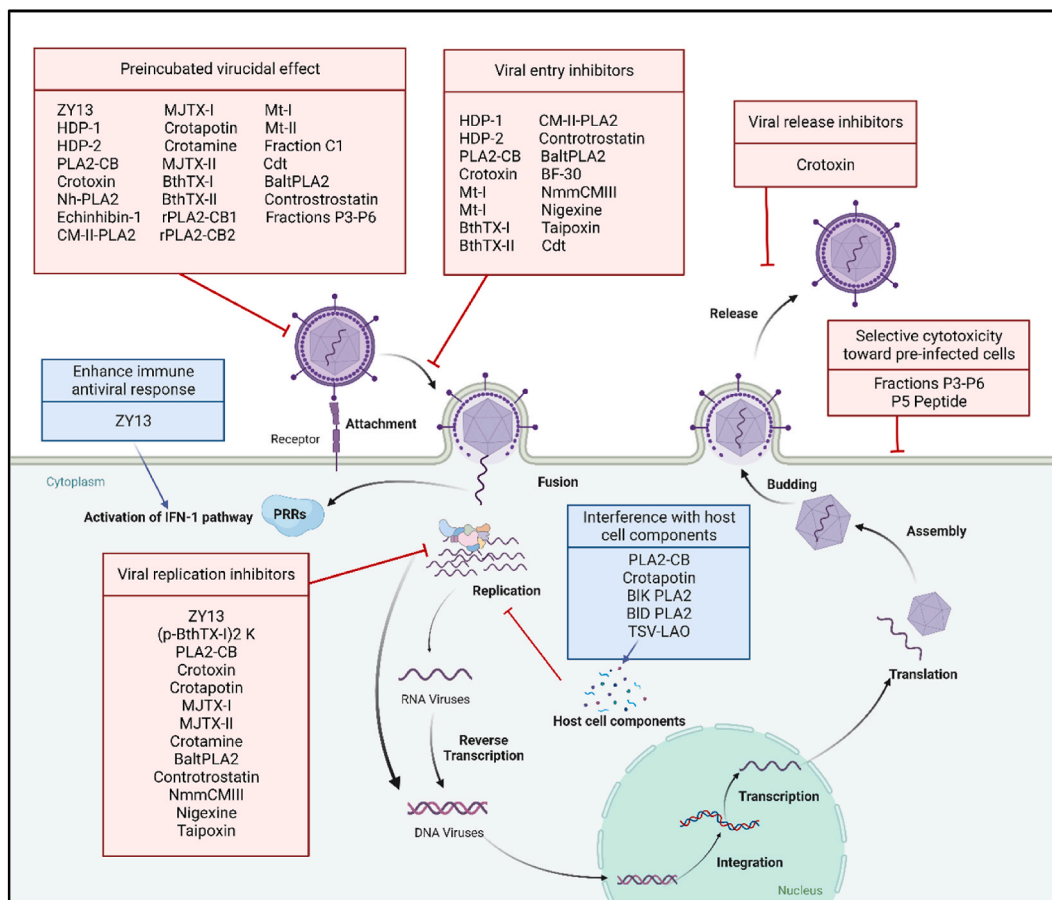 Preincubated virucidal effect
ZY13
HDP-1
HDP-2
PLA2-CB
Crotoxin
Nh-PLA2
Echinhibin-1
CM-II-PLA2
MJTX-I
Crotapotin
Crotamine
MJTX-II
BthTX-I
BthTX-II
rPLA2-CB1
rPLA2-CB2
Mt-I
Mt-II
Fraction C1
Cdt
BaltPLA2
Controstrostatin
Fractions P3-P6
Viral entry inhibitors
HDP-1
HDP-2
PLA2-CB
Crotoxin
Mt-I
Mt-I
BthTX-I
BthTX-II
CM-II-PLA2
Controtrostatin
BaltPLA2
BF-30
NmmCMIII
Nigexine
Taipoxin
Cdt
Viral release inhibitors
Crotoxin
Release
Selective cytotoxicity
toward pre-infected cells
Fractions P3-P6
P5 Peptide
Enhance immune
antiviral response
ZY13
Attachment
Receptor
Cytoplasm
Fusion
Budding
Activation of IFN-1 pathway
PRRs
Interference with host
cell components
PLA2-CB
Crotapotin
BIK PLA2
BID PLA2
TSV-LAO
Assembly
Viral replication inhibitors
ZY13
(p-BthTX-I)2 K
PLA2-CB
Crotoxin
Crotapotin
MJTX-I
MJTX-II
Crotamine
BaltPLA2
Controtrostatin
NmmCMIII
Nigexine
Taipoxin
Replication
RNA Viruses
Host cell components
Translation
Reverse
Transcription
DNA Viruses
Transcription
Integration
Nucleus